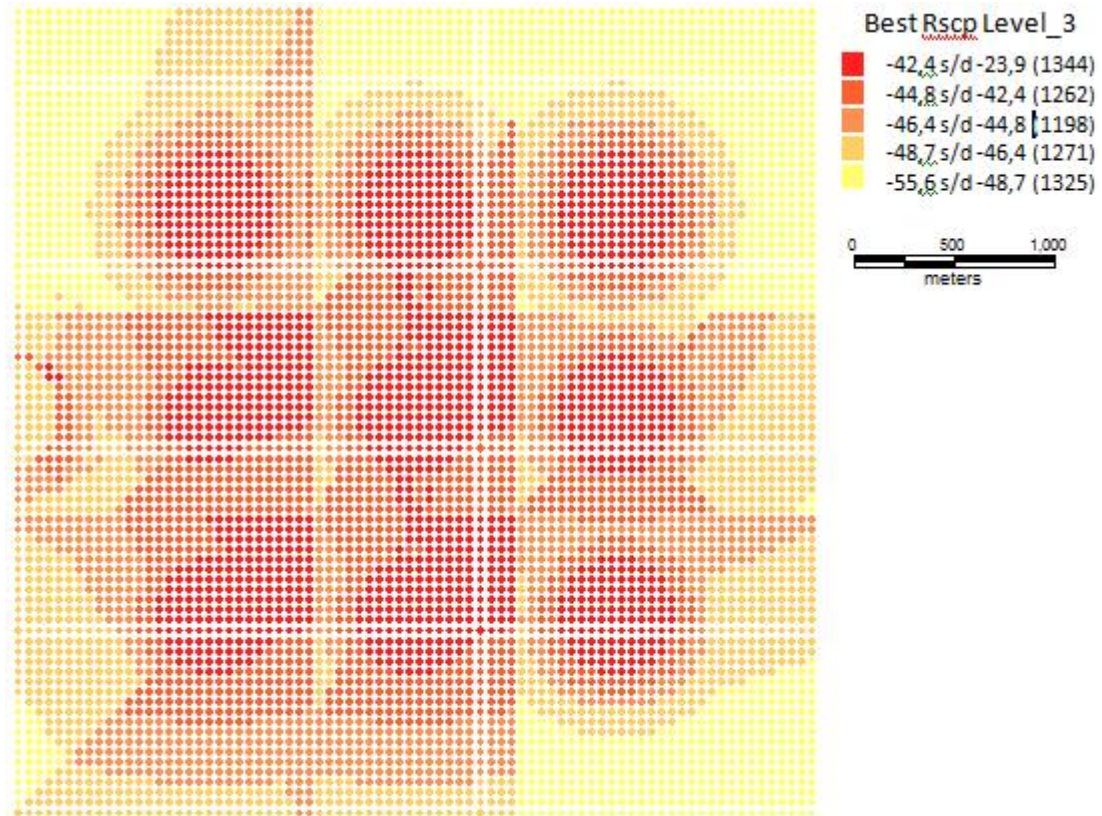 Best Rscp Level_3
-42,4 s/d -23,9 (1344)
-44,8 s/d -42,4 (1262)
-46,4 s/d -44,8 (1198)
-48,7 s/d -46,4 (1271)
-55,6 s/d -48,7 (1325)
0 500 1,000
meters